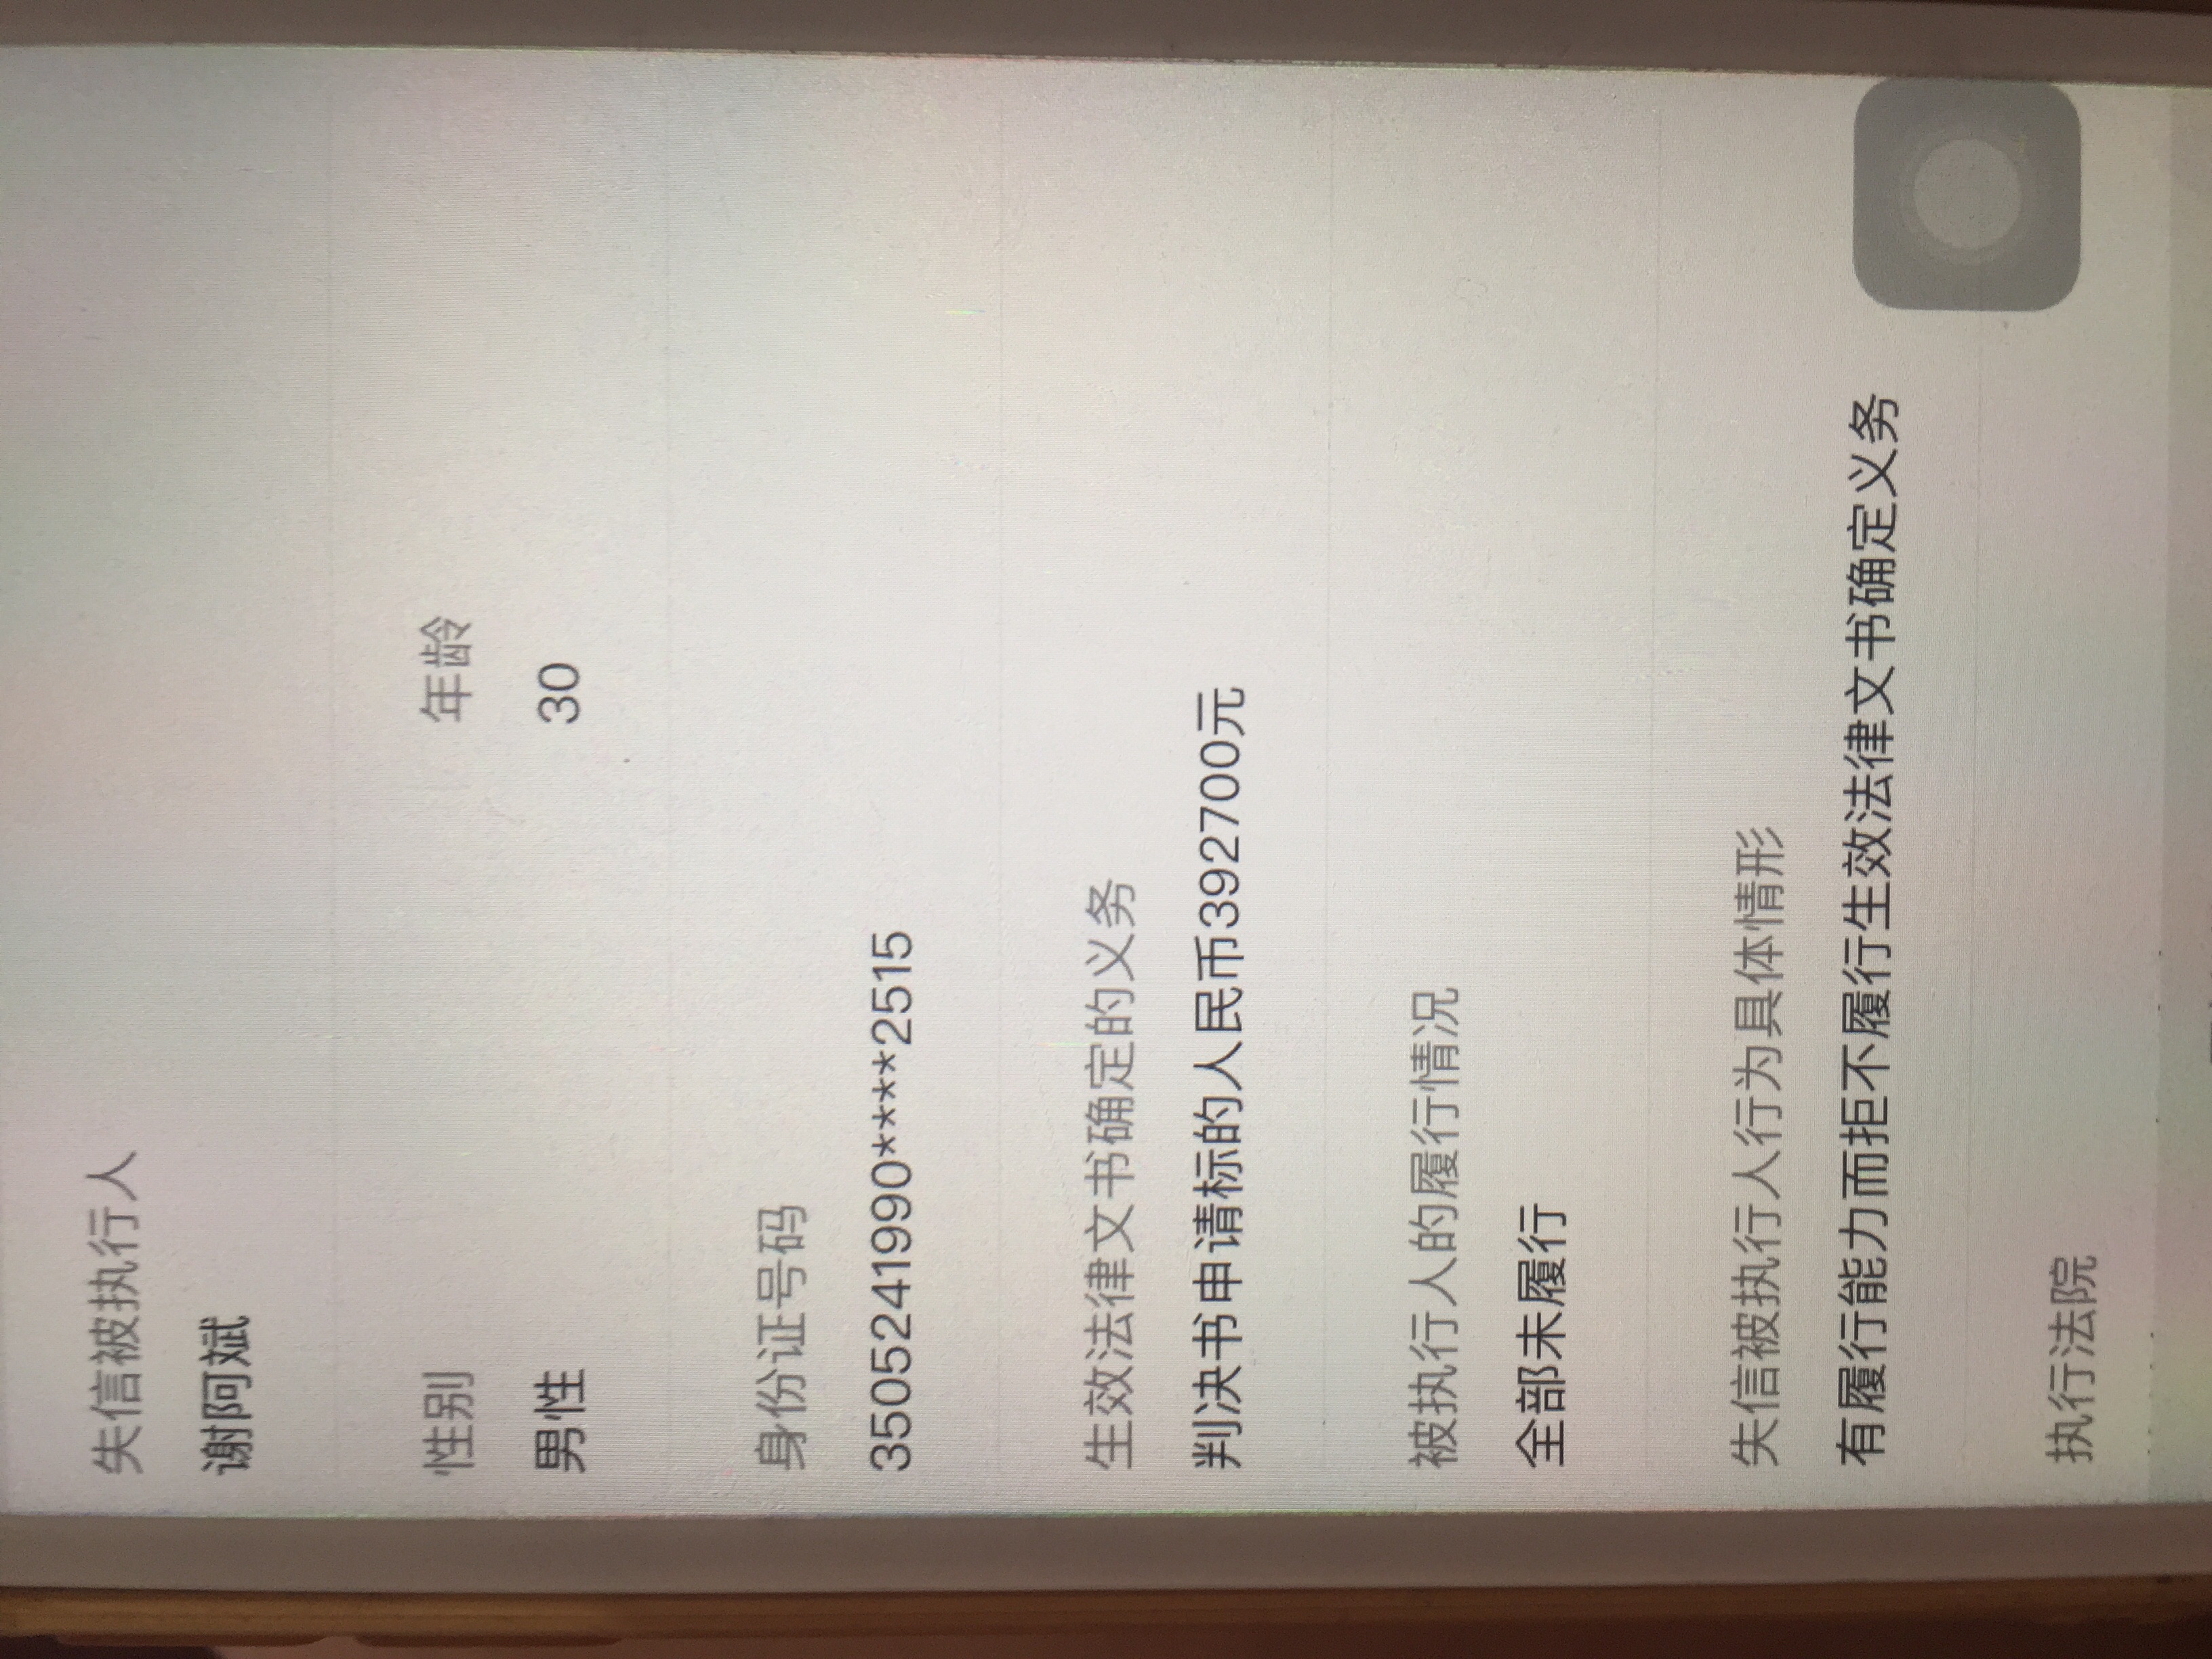 失信被执行人
谢阿斌
性别 年龄
男性 30
身份证号码
3505241990****2515
生效法律文书确定的义务
判决书申请标的人民币392700元
被执行人的履行情况
全部未履行
失信被执行人行为具体情形
有履行能力而拒不履行生效法律文书确定义务
执行法院